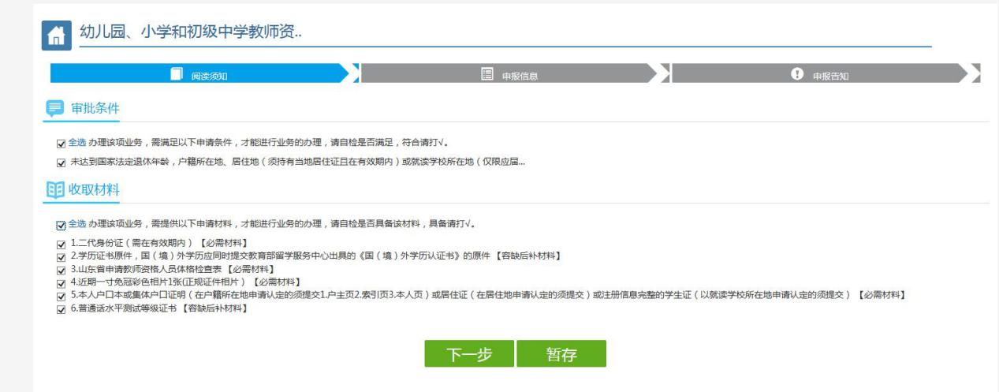 幼儿园、小学和初级中学教师资..
阅读须知
申报信息
申报告知
审批条件
全选 办理该项业务，需满足以下申请条件，才能进行业务的办理，请自检是否满足，符合请打√。
未达到国家法定退休年龄，户籍所在地、居住地（须持有当地居住证且在有效期内）或就读学校所在地（仅限应届...
收取材料
全选 办理该项业务，需提供以下申请材料，才能进行业务的办理，请自检是否具备该材料，具备请打√。
1.二代身份证（需在有效期内）【必需材料】
2.学历证书原件，国（境）外学历应同时提交教育部留学服务中心出具的《国（境）外学历认证书》的原件【容缺后补材料】
3.山东省申请教师资格人员体格检查表【必需材料】
4.近期一寸免冠彩色相片1张(正规证件相片）【必需材料】
5.本人户口本或集体户口证明（在户籍所在地申请认定的须提交1.户主页2.索引页3.本人页）或居住证（在居住地申请认定的须提交）或注册信息完整的学生证（以就读学校所在地申请认定的须提交）【必需材料】
6.普通话水平测试等级证书【容缺后补材料】
下一步
暂存